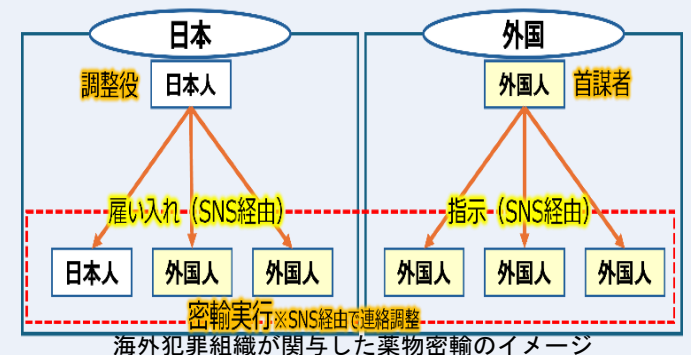 日本 外国
調整役 日本人 外国人 首謀者
雇い入れ（SNS経由） 指示（SNS経由）
日本人 外国人 外国人 外国人 外国人 外国人
密輸実行※SNS経由で連絡調整
海外犯罪組織が関与した薬物密輸のイメージ